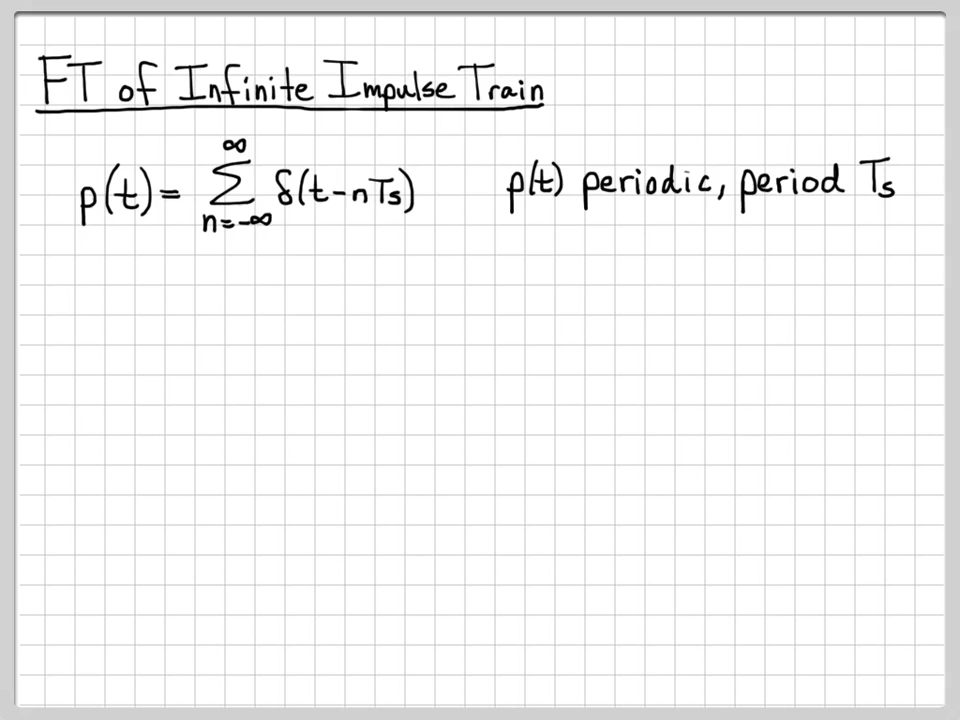 FT of Infinite Impulse Train
p(t) = ∞∑n=-∞ δ(t-nTs) p(t) periodic, period Ts